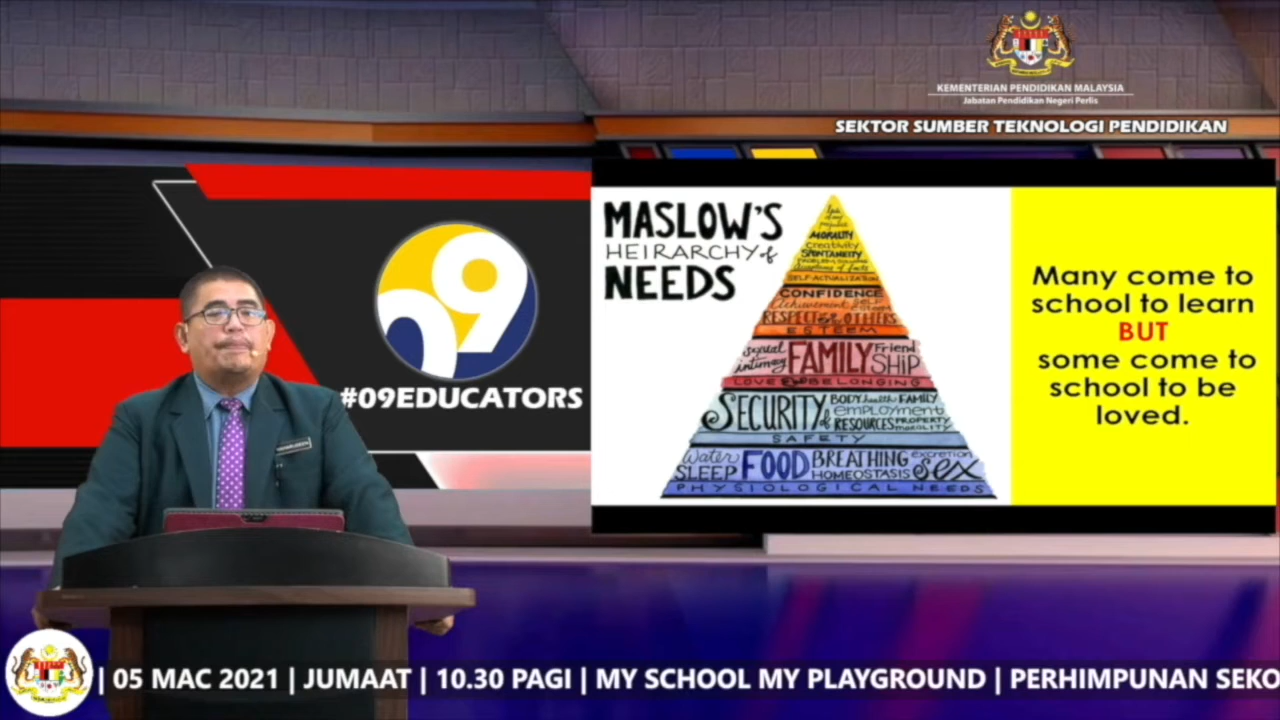 KEMENTERIAN PENDIDIKAN MALAYSIA
Jabatan Pendidikan Negeri Perlis
SEKTOR SUMBER TEKNOLOGI PENDIDIKAN
09
#09EDUCATORS
MASLOW'S
HEIRARCHY of
NEEDS
MORALITY
Creativity
SPONTANEITY
SELF-ACTUALIZATION
CONFIDENCE
Achievement
RESPECT of OTHERS
ESTEEM
sexual intimacy FAMILY FriendSHIP
LOVE BELONGING
SECURITY of BODY health FAMILY
employment
RESOURCES PROPERTY
MORALITY
SAFETY
Water FOOD BREATHING excretion
SLEEP HOMEOSTASIS SEX
PHYSIOLOGICAL NEEDS
Many come to
school to learn
BUT
some come to
school to be
loved.
| 05 MAC 2021 | JUMAAT | 10.30 PAGI | MY SCHOOL MY PLAYGROUND | PERHIMPUNAN SEKO